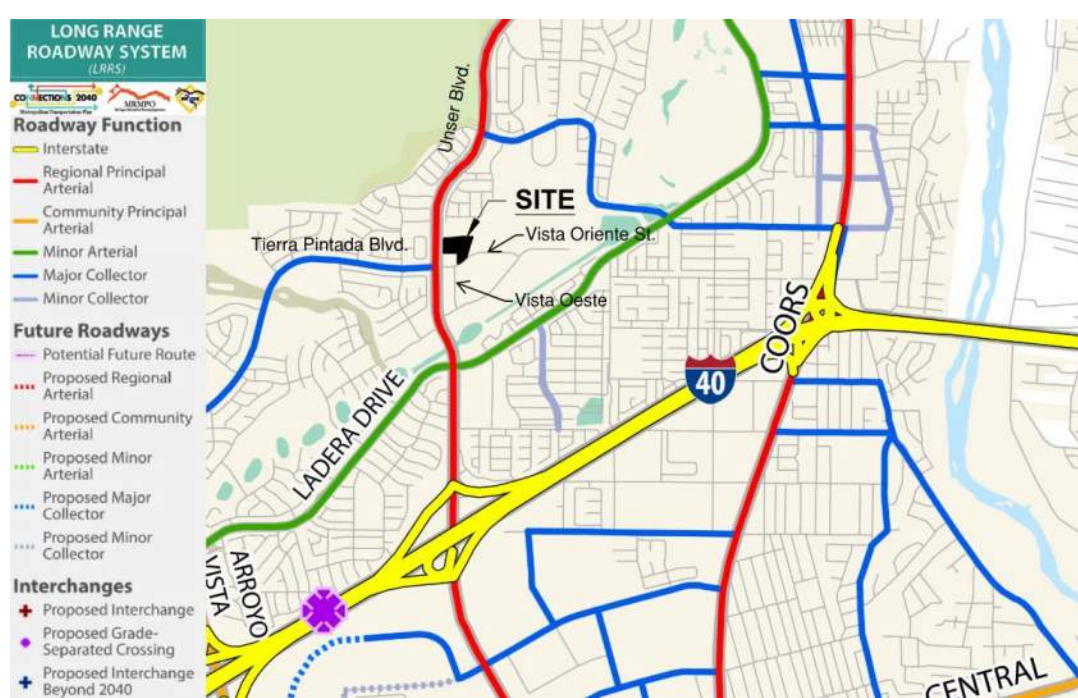 LONG RANGE
ROADWAY SYSTEM
(LRRS)
CONNECTIONS 2040
Metropolitan Transportation Plan
MRMPO
Roadway Function
Interstate
Regional Principal
Arterial
Community Principal
Arterial
Minor Arterial
Major Collector
Minor Collector
Future Roadways
Potential Future Route
Proposed Regional
Arterial
Proposed Community
Arterial
Proposed Minor
Arterial
Proposed Major
Collector
Proposed Minor
Collector
Interchanges
Proposed Interchange
Proposed Grade-
Separated Crossing
Proposed Interchange
Beyond 2040
Unser Blvd.
SITE
Vista Oriente St.
Tierra Pintada Blvd.
Vista Oeste
COORS
40
LADERA DRIVE
ARROYO
VISTA
CENTRAL